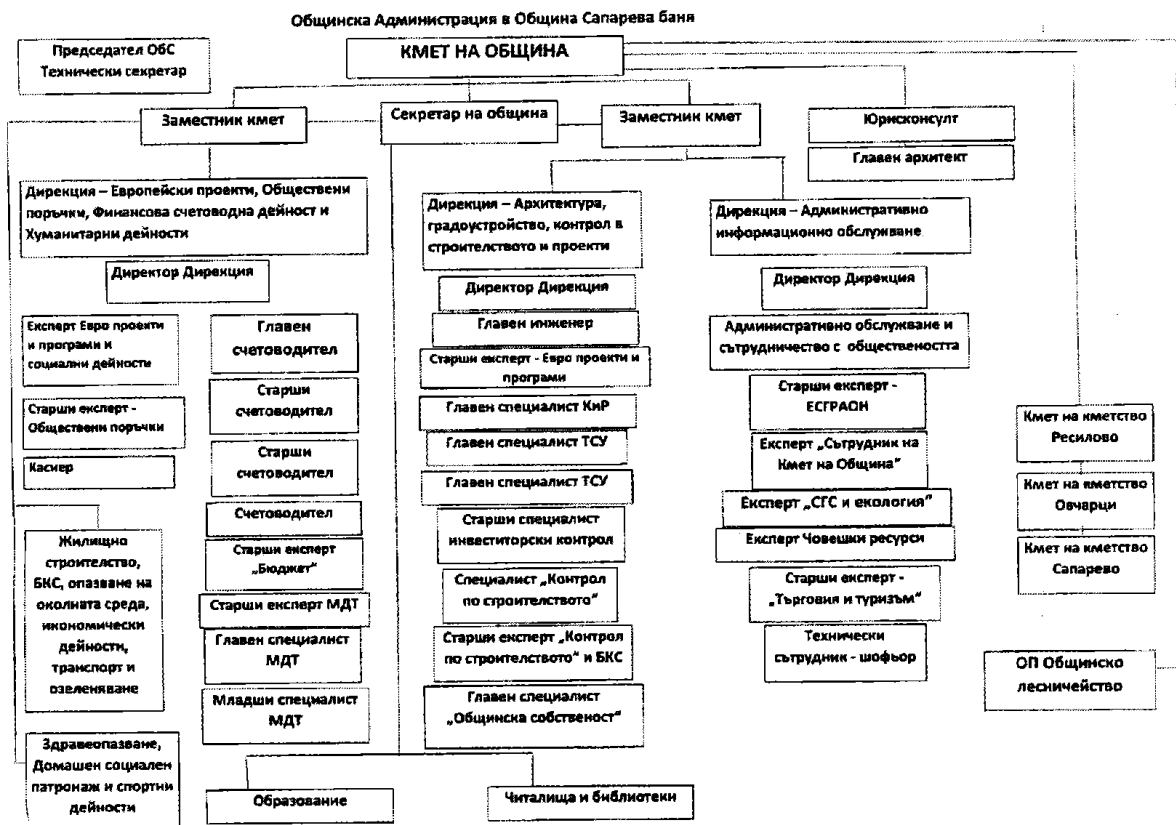 Общинска Администрация в Община Сапарева баня
Председател ОбС
Технически секретар
КМЕТ НА ОБЩИНА
Заместник кмет
Секретар на община
Заместник кмет
Юрисконсулт
Главен архитект
Дирекция – Европейски проекти, Обществени
поръчки, Финансова счетоводна дейност и
Хуманитарни дейности
Директор Дирекция
Експерт Евро проекти
и програми и
социални дейности
Старши експерт -
Обществени поръчки
Касиер
Жилищно
строителство,
БКС, опазване на
околната среда,
икономически
дейности,
транспорт и
озеленяване
Здравеопазване,
Домашен социален
патронаж и спортни
дейности
Главен
счетоводител
Старши
счетоводител
Старши
счетоводител
Счетоводител
Старши експерт
„Бюджет“
Старши експерт МДТ
Главен специалист
МДТ
Младши специалист
МДТ
Образование
Читалища и библиотеки
Дирекция – Архитектура,
градоустройство, контрол в
строителството и проекти
Директор Дирекция
Главен инженер
Старши експерт - Евро проекти и
програми
Главен специалист КиР
Главен специалист ТСУ
Главен специалист ТСУ
Старши специалист
инвеститорски контрол
Специалист „Контрол
по строителството“
Старши експерт „Контрол
по строителството“ и БКС
Главен специалист
„Общинска собственост“
Дирекция – Административно
информационно обслужване
Директор Дирекция
Административно обслужване и
сътрудничество с обществеността
Старши експерт -
ЕСГРАОН
Експерт „Сътрудник на
Кмет на Община“
Експерт „СГС и екология“
Експерт Човешки ресурси
Старши експерт -
„Търговия и туризъм“
Технически
сътрудник - шофьор
Кмет на кметство
Ресилово
Кмет на кметство
Овчарци
Кмет на кметство
Сапарево
ОП Общинско
лесничейство